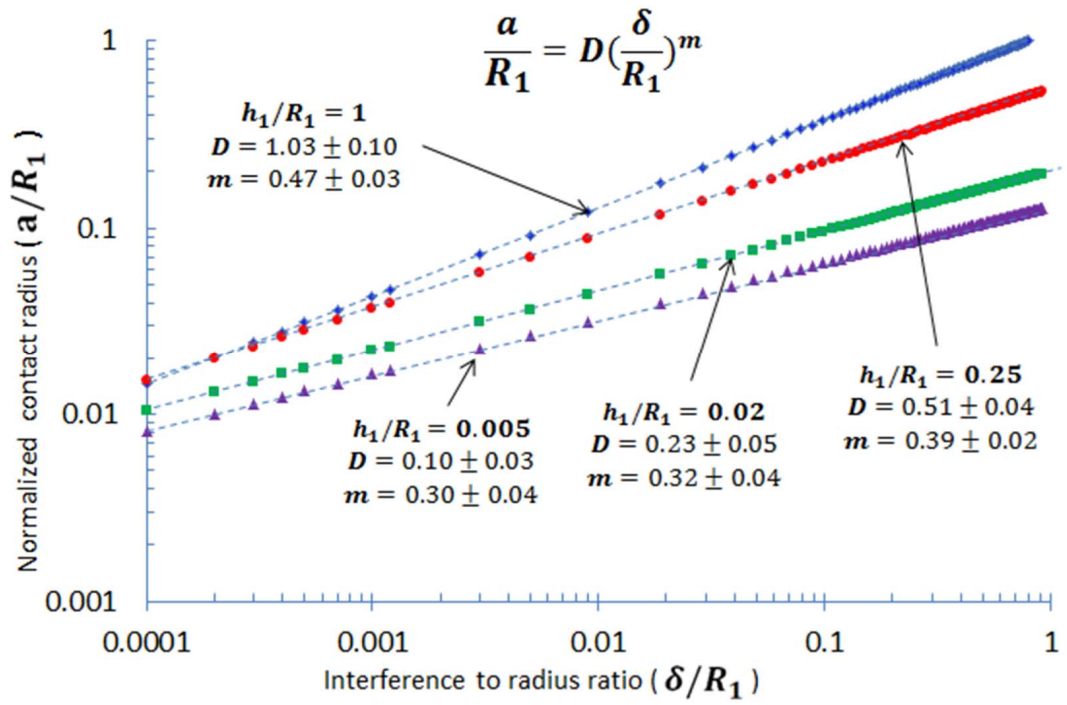 a/R₁ = D(δ/R₁)ᵐ
h₁/R₁ = 1
D = 1.03 ± 0.10
m = 0.47 ± 0.03
h₁/R₁ = 0.25
D = 0.51 ± 0.04
m = 0.39 ± 0.02
h₁/R₁ = 0.02
D = 0.23 ± 0.05
m = 0.32 ± 0.04
h₁/R₁ = 0.005
D = 0.10 ± 0.03
m = 0.30 ± 0.04
Normalized contact radius ( a/R₁ )
1
0.1
0.01
0.001
0.0001
0.001
0.01
0.1
1
Interference to radius ratio ( δ/R₁ )